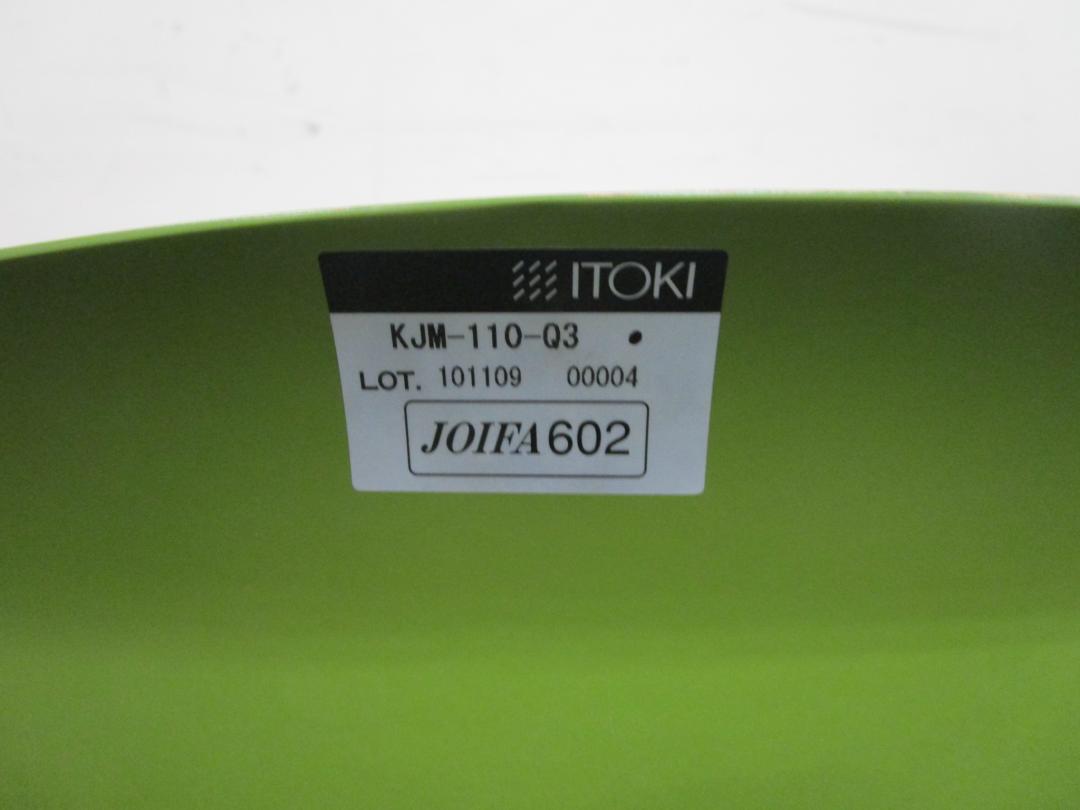 ITOKI
KJM-110-Q3 •
LOT. 101109 00004
JOIFA602